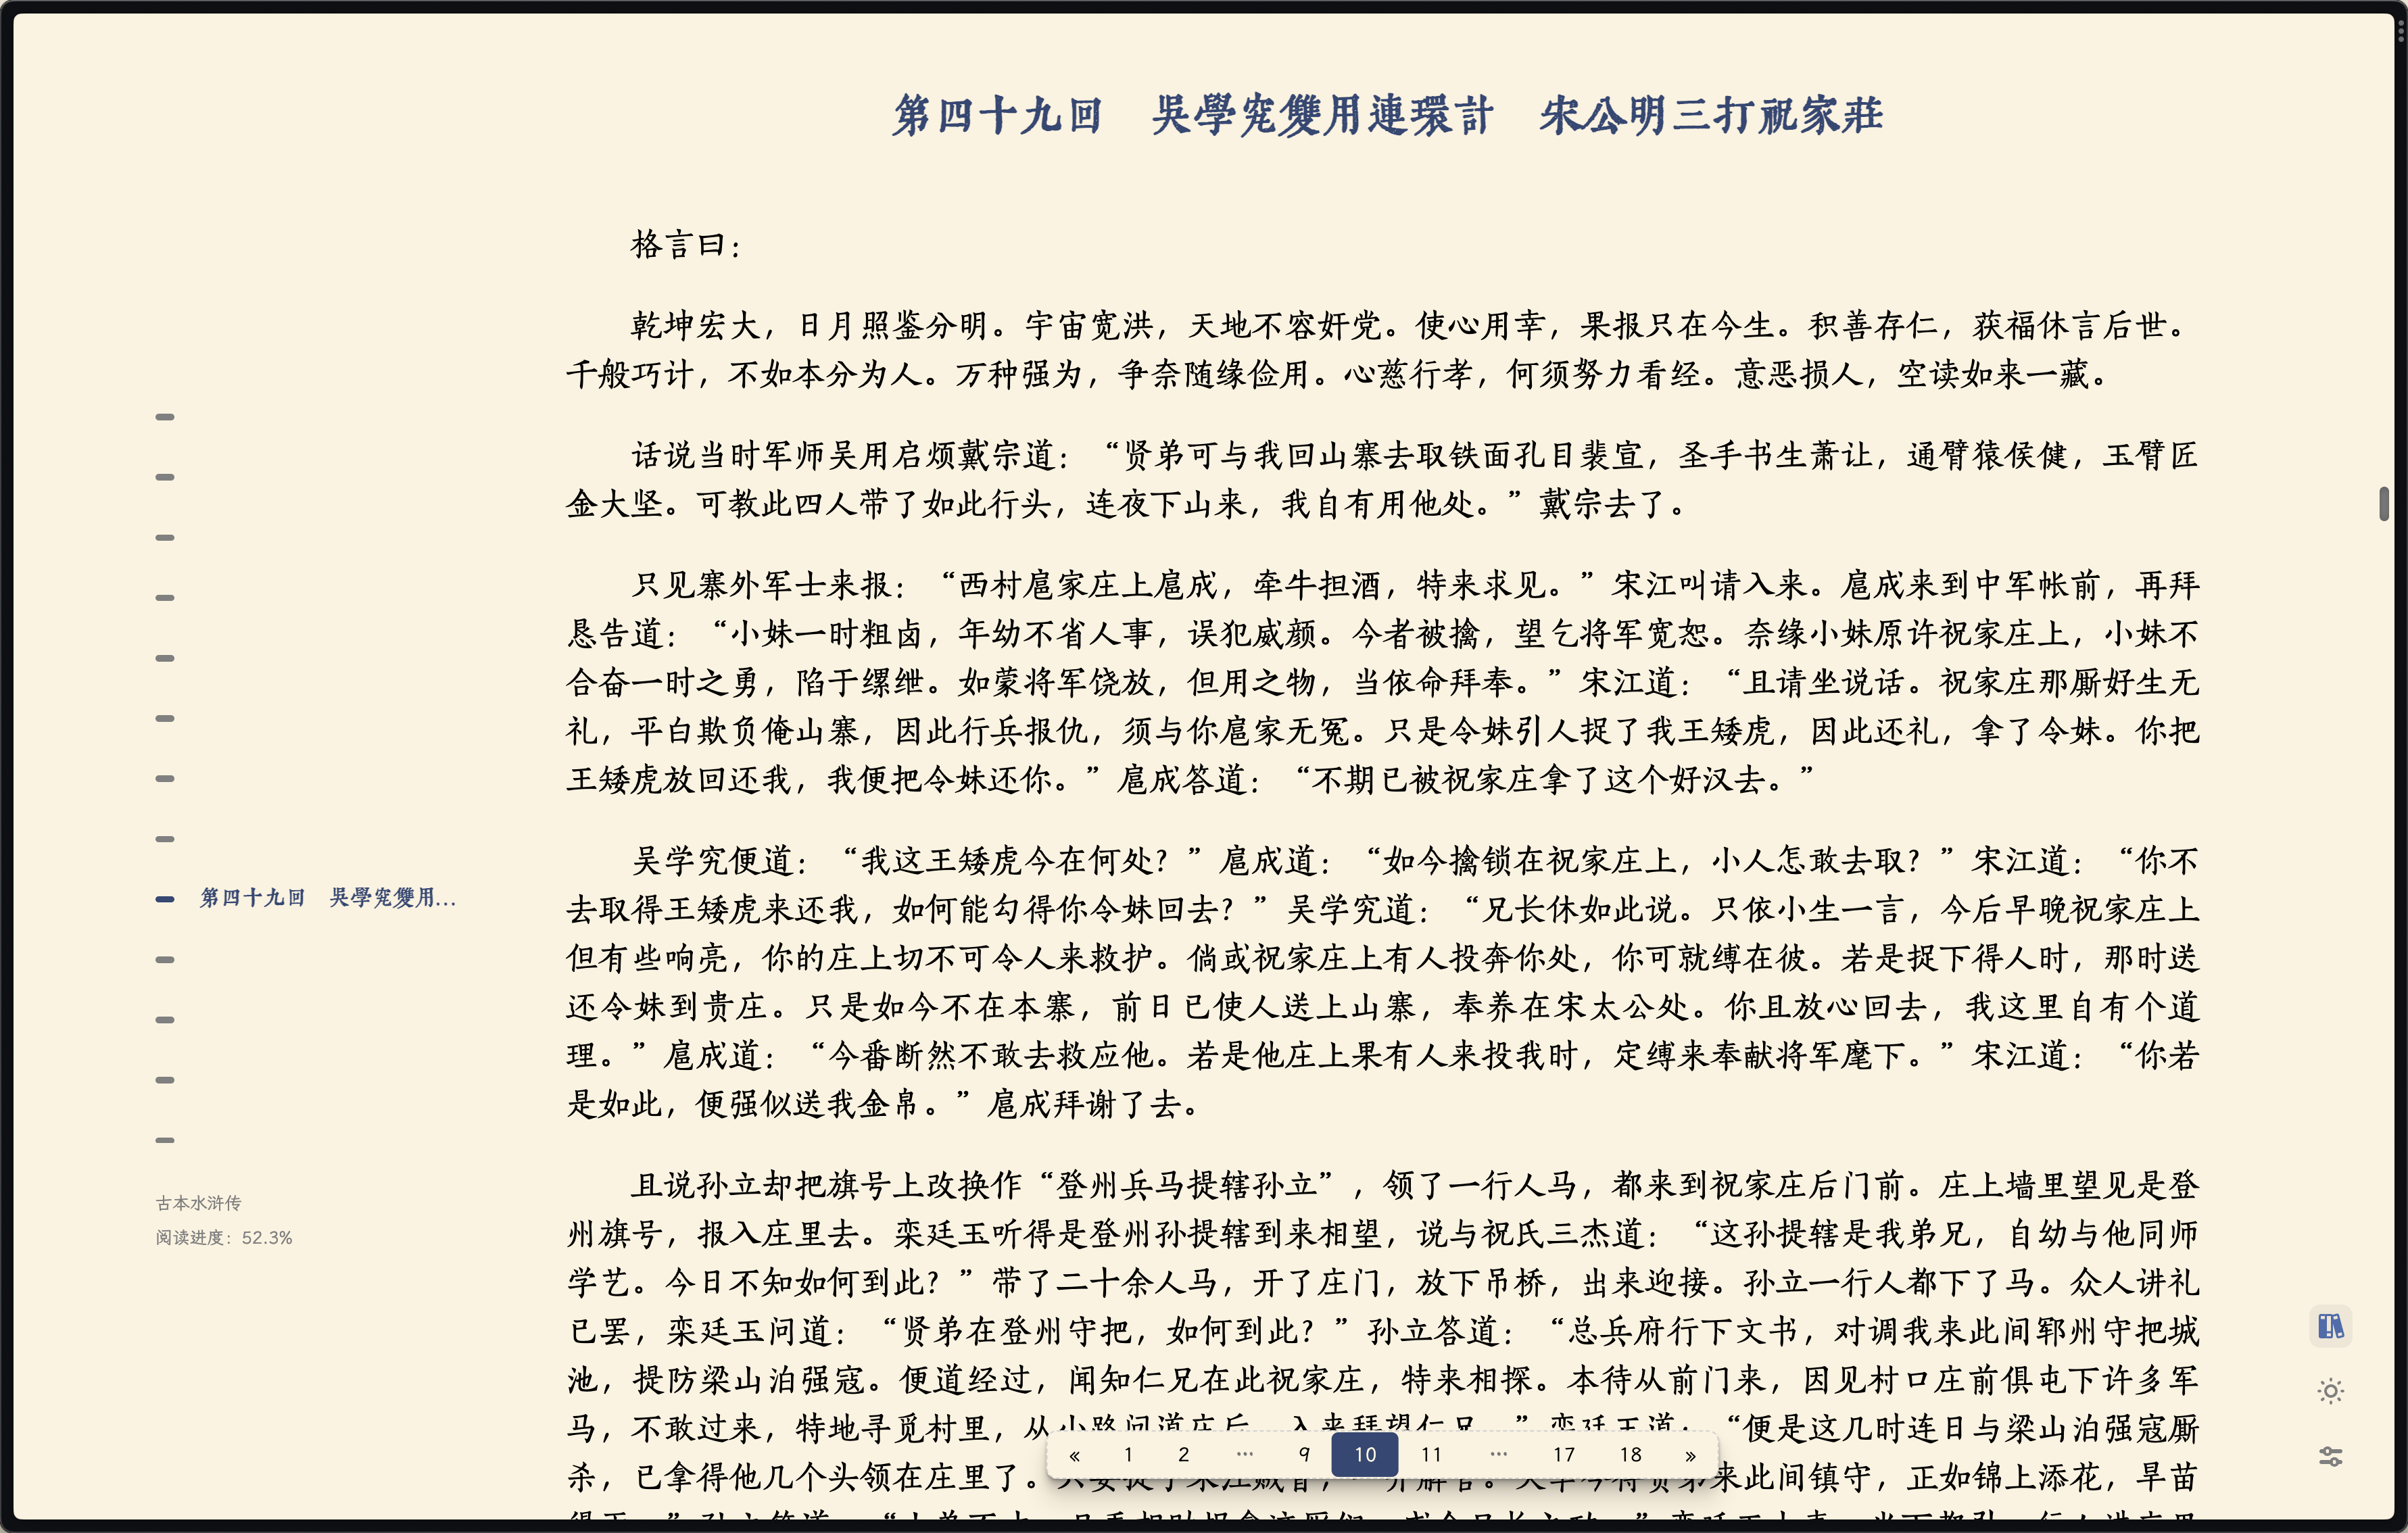 第四十九回　吳學究雙用連環計　宋公明三打祝家莊
格言曰：
乾坤宏大，日月照鉴分明。宇宙宽洪，天地不容奸党。使心用幸，果报只在今生。积善存仁，获福休言后世。
千般巧计，不如本分为人。万种强为，争奈随缘俭用。心慈行孝，何须努力看经。意恶损人，空读如来一藏。
话说当时军师吴用启烦戴宗道：“贤弟可与我回山寨去取铁面孔目裴宣，圣手书生萧让，通臂猿侯健，玉臂匠
金大坚。可教此四人带了如此行头，连夜下山来，我自有用他处。”戴宗去了。
只见寨外军士来报：“西村扈家庄上扈成，牵牛担酒，特来求见。”宋江叫请入来。扈成来到中军帐前，再拜
恳告道：“小妹一时粗卤，年幼不省人事，误犯威颜。今者被擒，望乞将军宽恕。奈缘小妹原许祝家庄上，小妹不
合奋一时之勇，陷于缧绁。如蒙将军饶放，但用之物，当依命拜奉。”宋江道：“且请坐说话。祝家庄那厮好生无
礼，平白欺负俺山寨，因此行兵报仇，须与你扈家无冤。只是令妹引人捉了我王矮虎，因此还礼，拿了令妹。你把
王矮虎放回还我，我便把令妹还你。”扈成答道：“不期已被祝家庄拿了这个好汉去。”
吴学究便道：“我这王矮虎今在何处？”扈成道：“如今擒锁在祝家庄上，小人怎敢去取？”宋江道：“你不
去取得王矮虎来还我，如何能勾得你令妹回去？”吴学究道：“兄长休如此说。只依小生一言，今后早晚祝家庄上
但有些响亮，你的庄上切不可令人来救护。倘或祝家庄上有人投奔你处，你可就缚在彼。若是捉下得人时，那时送
还令妹到贵庄。只是如今不在本寨，前日已使人送上山寨，奉养在宋太公处。你且放心回去，我这里自有个道
理。”扈成道：“今番断然不敢去救应他。若是他庄上果有人来投我时，定缚来奉献将军麾下。”宋江道：“你若
是如此，便强似送我金帛。”扈成拜谢了去。
且说孙立却把旗号上改换作“登州兵马提辖孙立”，领了一行人马，都来到祝家庄后门前。庄上墙里望见是登
州旗号，报入庄里去。栾廷玉听得是登州孙提辖到来相望，说与祝氏三杰道：“这孙提辖是我弟兄，自幼与他同师
学艺。今日不知如何到此？”带了二十余人马，开了庄门，放下吊桥，出来迎接。孙立一行人都下了马。众人讲礼
已罢，栾廷玉问道：“贤弟在登州守把，如何到此？”孙立答道：“总兵府行下文书，对调我来此间郓州守把城
池，提防梁山泊强寇。便道经过，闻知仁兄在此祝家庄，特来相探。本待从前门来，因见村口庄前俱屯下许多军
马，不敢过来，特地寻觅村里，从小路问道庄后，入来拜望仁兄。”栾廷玉道：“便是这几时连日与梁山泊强寇厮
杀，已拿得他几个头领在庄里了。来此间镇守，正如锦上添花，旱苗
第四十九回　吳學究雙用...
古本水浒传
阅读进度：52.3%
« 1 2 ... 9 10 11 ... 17 18 »